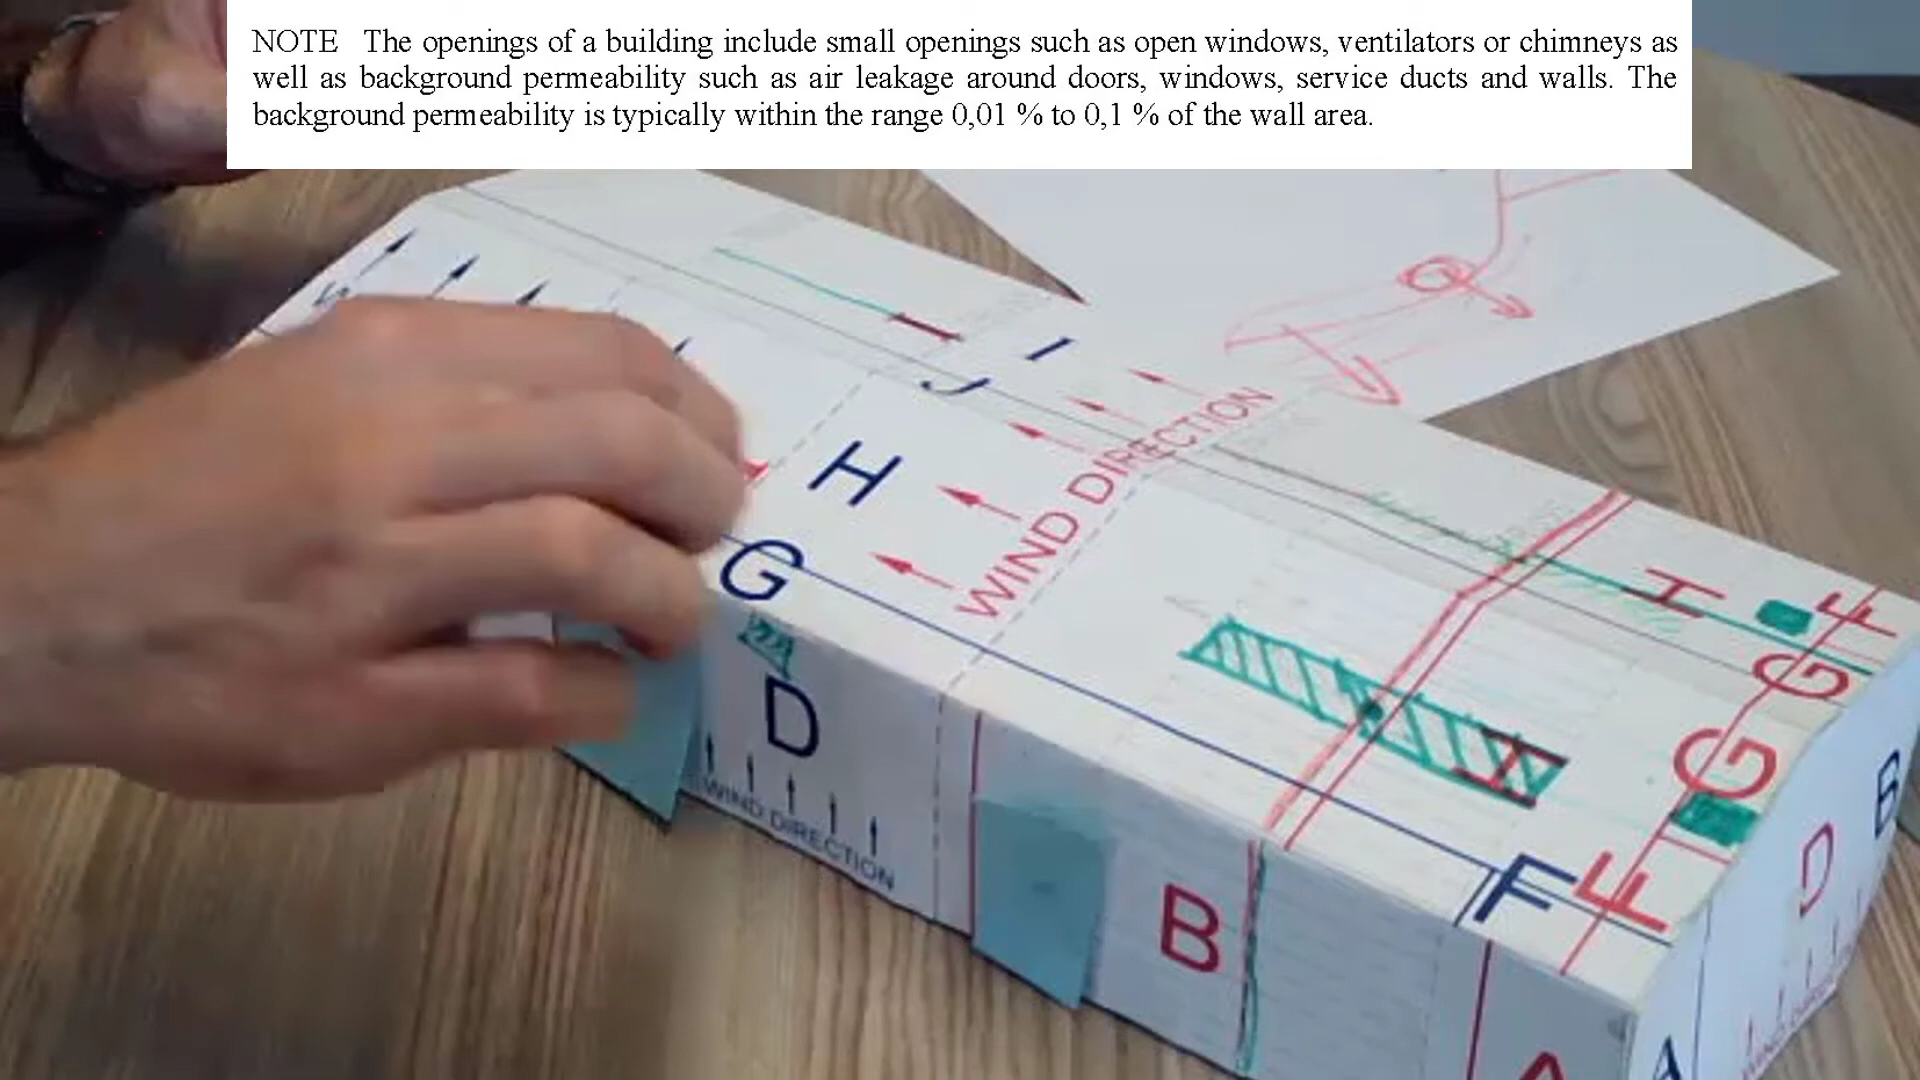 NOTE The openings of a building include small openings such as open windows, ventilators or chimneys as
well as background permeability such as air leakage around doors, windows, service ducts and walls. The
background permeability is typically within the range 0,01 % to 0,1 % of the wall area.
I
J
H
WIND DIRECTION
G
D
WIND DIRECTION
H
F
G
G
F
F
B
B
D
A
A